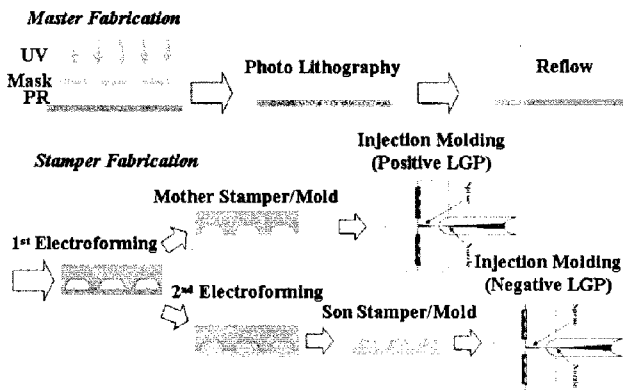 Master Fabrication
UV
Mask
PR
Photo Lithography
Reflow
Stamper Fabrication
Mother Stamper/Mold
Injection Molding
(Positive LGP)
1st Electroforming
2nd Electroforming
Son Stamper/Mold
Injection Molding
(Negative LGP)